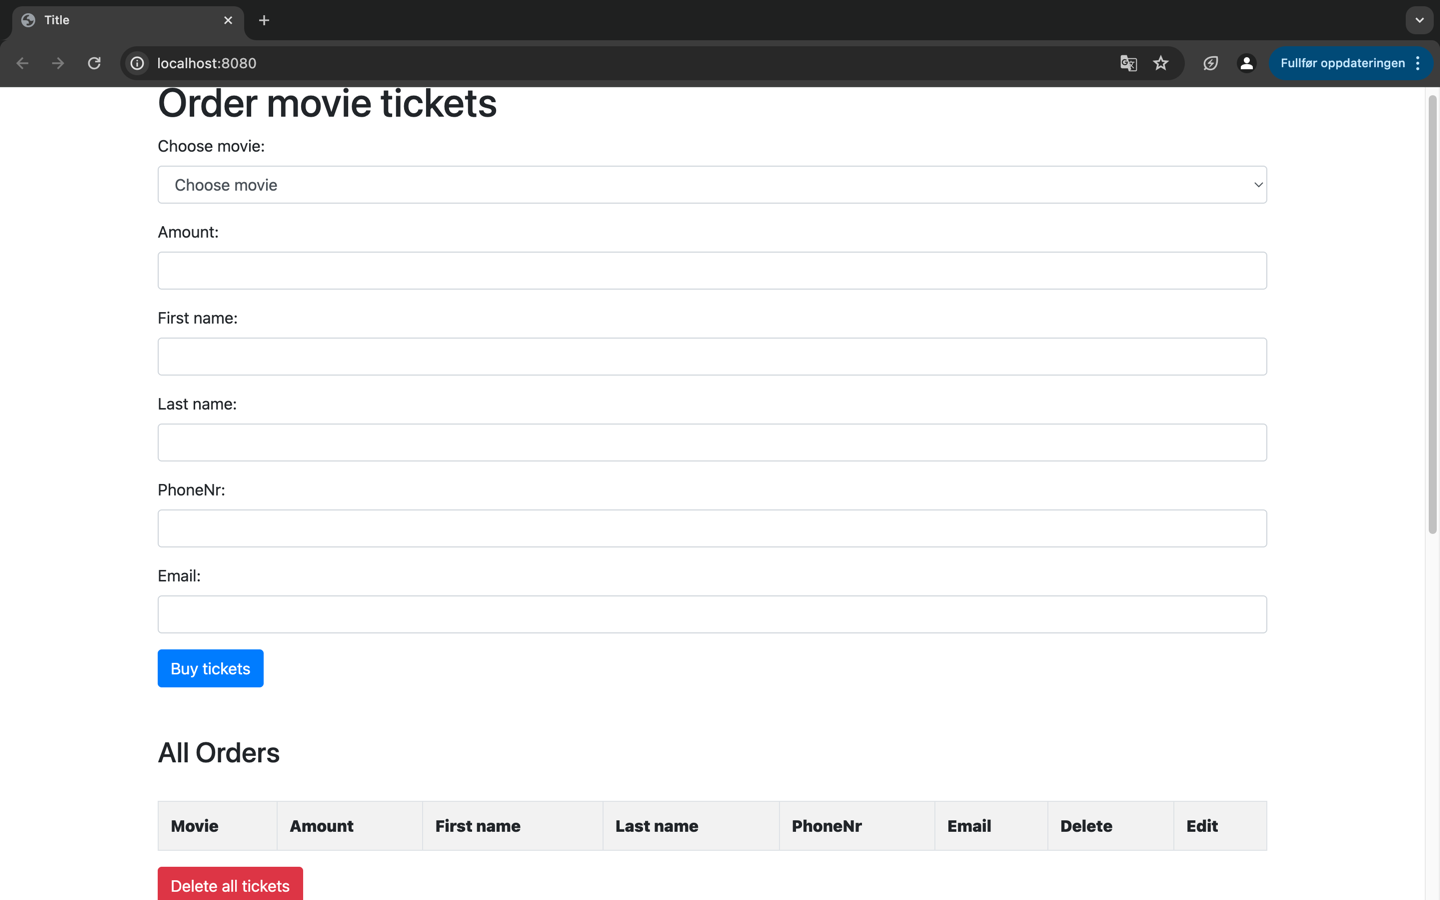 Title
localhost:8080
Fullfør oppdateringen
Order movie tickets
Choose movie:
Choose movie
Amount:
First name:
Last name:
PhoneNr:
Email:
Buy tickets
All Orders
Movie Amount First name Last name PhoneNr Email Delete Edit
Delete all tickets